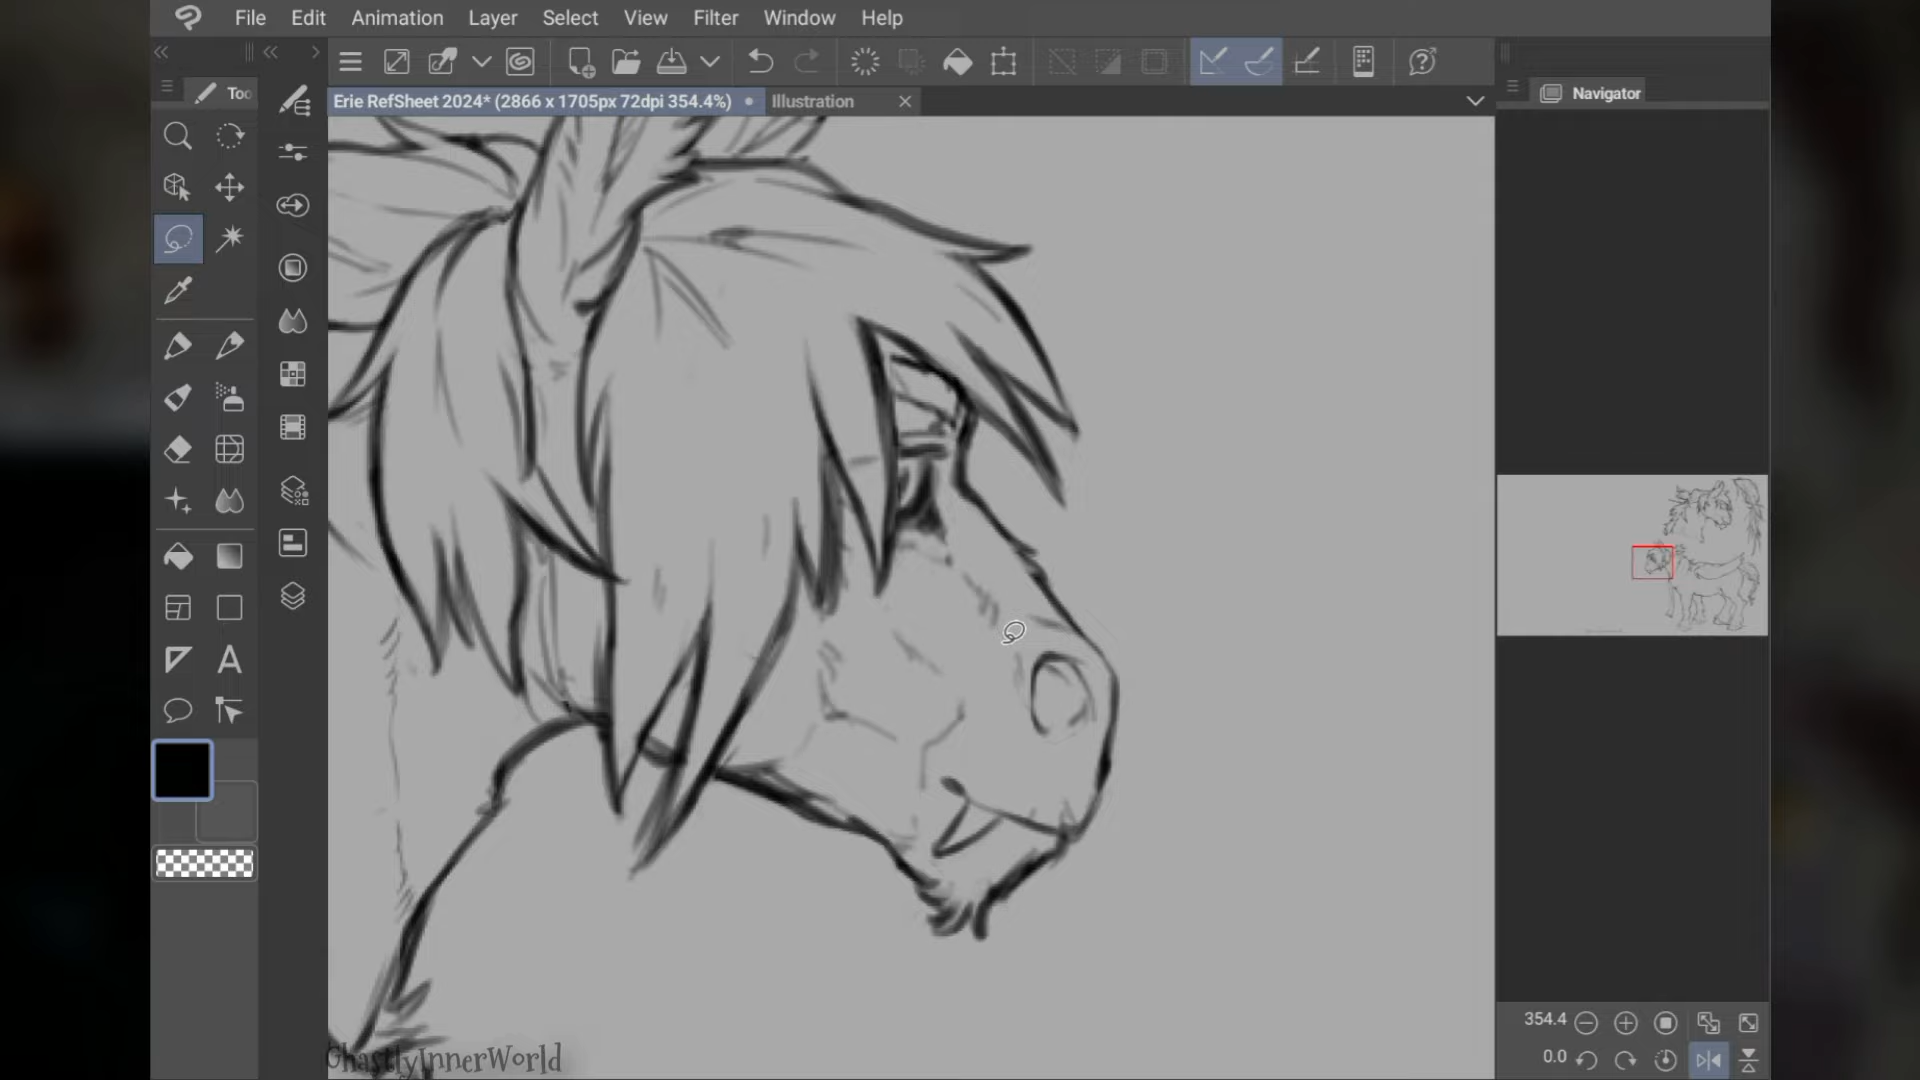 File Edit Animation Layer Select View Filter Window Help
Too
Erie RefSheet 2024* (2866 x 1705px 72dpi 354.4%)
Illustration
Navigator
354.4
0.0
GhastlyInnerWorld